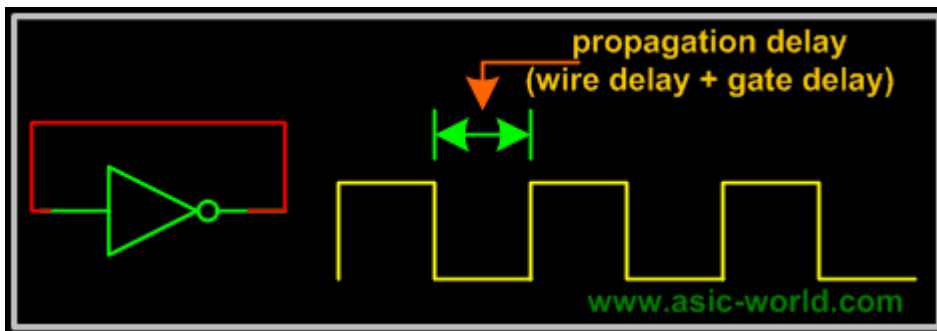 propagation delay
(wire delay + gate delay)
www.asic-world.com